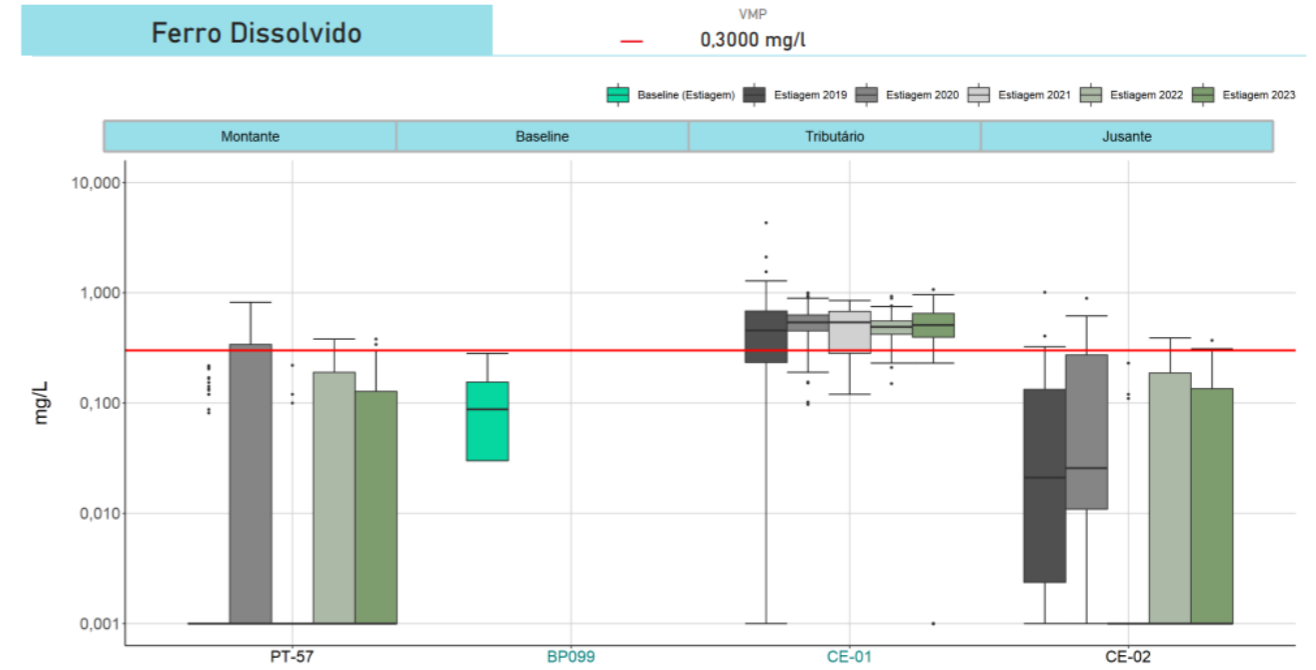 Ferro Dissolvido
VMP
0,3000 mg/l
Baseline (Estiagem) Estiagem 2019 Estiagem 2020 Estiagem 2021 Estiagem 2022 Estiagem 2023
Montante Baseline Tributário Jusante
10,000
1,000
0,100
0,010
0,001
mg/L
PT-57 BP099 CE-01 CE-02